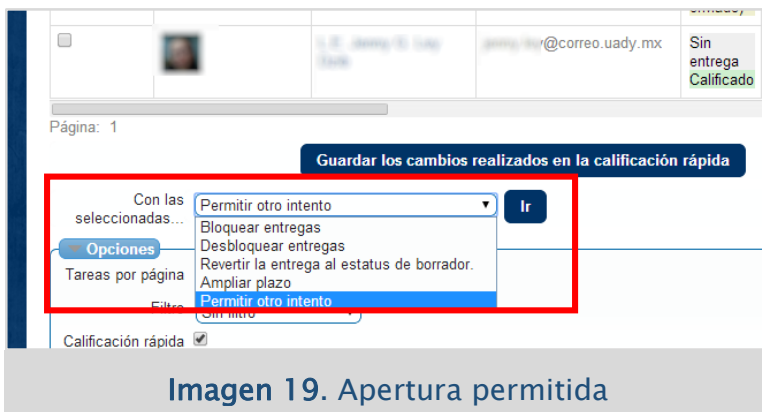 @correo.uady.mx
Sin
entrega
Calificado
Página: 1
Guardar los cambios realizados en la calificación rápida
Con las
seleccionadas...
Permitir otro intento
Ir
Bloquear entregas
Desbloquear entregas
Revertir la entrega al estatus de borrador.
Ampliar plazo
Permitir otro intento
Opciones
Tareas por página
Filtro
Sin filtro
Calificación rápida
Imagen 19. Apertura permitida